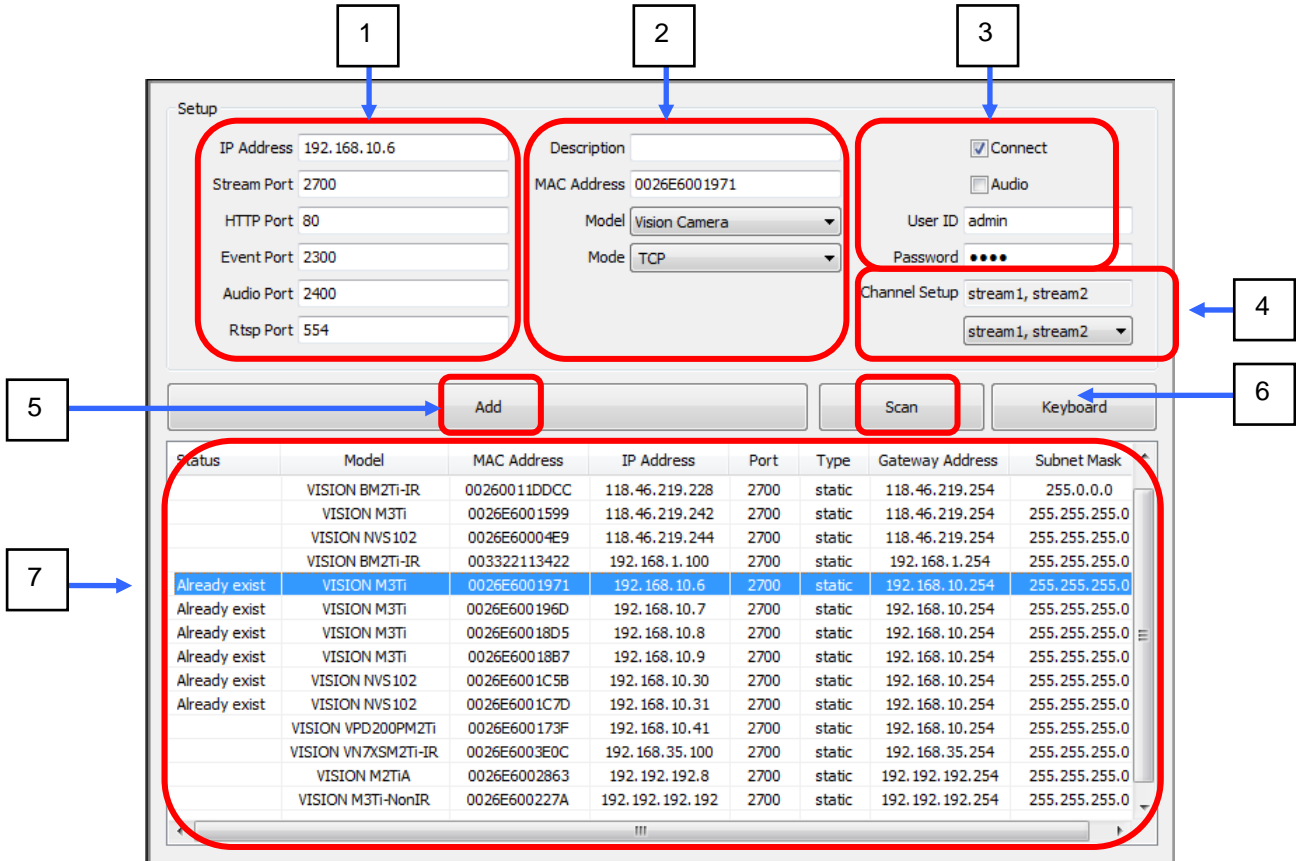 1 2 3
Setup
IP Address 192.168.10.6 Description Connect
Stream Port 2700 MAC Address 0026E6001971 Audio
HTTP Port 80 Model Vision Camera User ID admin
Event Port 2300 Mode TCP Password ●●●●
Audio Port 2400 Channel Setup stream1, stream2
4
Rtsp Port 554 stream1, stream2
5 Add Scan Keyboard 6
Status Model MAC Address IP Address Port Type Gateway Address Subnet Mask
VISION BM2Ti-IR 00260011DDCC 118.46.219.228 2700 static 118.46.219.254 255.0.0.0
VISION M3Ti 0026E6001599 118.46.219.242 2700 static 118.46.219.254 255.255.255.0
VISION NVS102 0026E60004E9 118.46.219.244 2700 static 118.46.219.254 255.255.255.0
VISION BM2Ti-IR 003322113422 192.168.1.100 2700 static 192.168.1.254 255.255.255.0
7
Already exist VISION M3Ti 0026E6001971 192.168.10.6 2700 static 192.168.10.254 255.255.255.0
Already exist VISION M3Ti 0026E600196D 192.168.10.7 2700 static 192.168.10.254 255.255.255.0
Already exist VISION M3Ti 0026E60018D5 192.168.10.8 2700 static 192.168.10.254 255.255.255.0
Already exist VISION M3Ti 0026E60018B7 192.168.10.9 2700 static 192.168.10.254 255.255.255.0
Already exist VISION NVS102 0026E6001C5B 192.168.10.30 2700 static 192.168.10.254 255.255.255.0
Already exist VISION NVS102 0026E6001C7D 192.168.10.31 2700 static 192.168.10.254 255.255.255.0
VISION VPD200PM2Ti 0026E600173F 192.168.10.41 2700 static 192.168.10.254 255.255.255.0
VISION VN7XSM2Ti-IR 0026E6003E0C 192.168.35.100 2700 static 192.168.35.254 255.255.255.0
VISION M2TiA 0026E6002863 192.192.192.8 2700 static 192.192.192.254 255.255.255.0
VISION M3Ti-NonIR 0026E600227A 192.192.192.192 2700 static 192.192.192.254 255.255.255.0